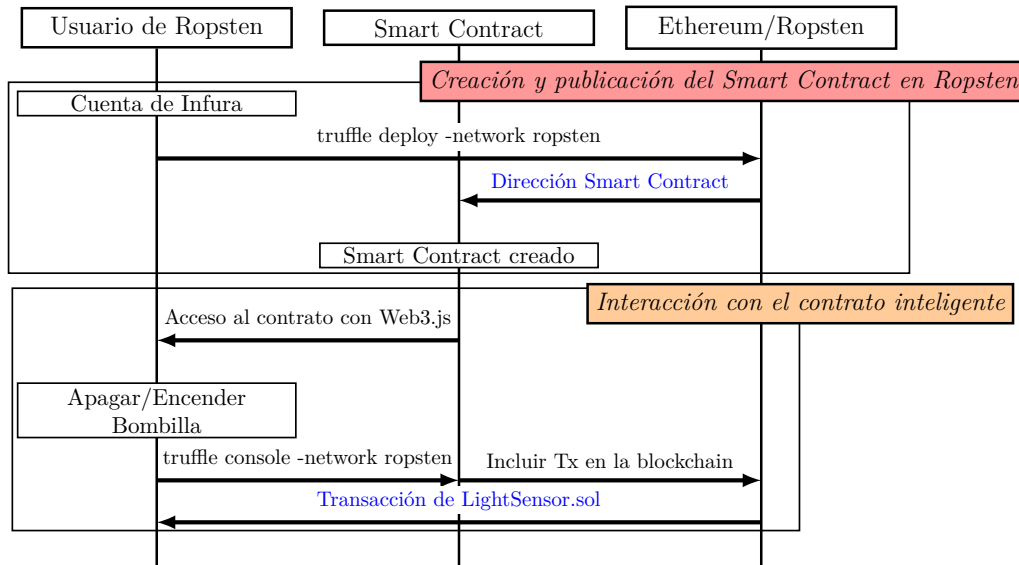 Usuario de Ropsten
Smart Contract
Ethereum/Ropsten
Creación y publicación del Smart Contract en Ropsten
Cuenta de Infura
truffle deploy -network ropsten
Dirección Smart Contract
Smart Contract creado
Interacción con el contrato inteligente
Acceso al contrato con Web3.js
Apagar/Encender
Bombilla
truffle console -network ropsten
Incluir Tx en la blockchain
Transacción de LightSensor.sol